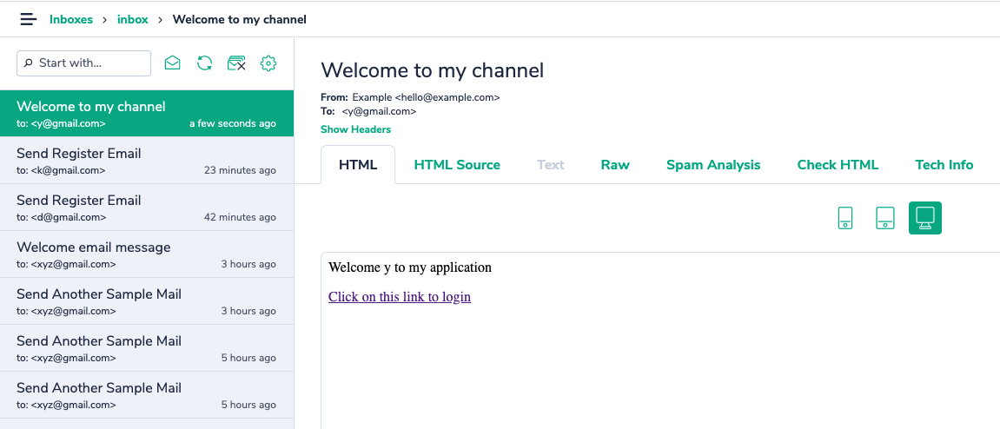 Inboxes > inbox > Welcome to my channel
Start with...
Welcome to my channel
to: <y@gmail.com> a few seconds ago
Send Register Email
to: <k@gmail.com> 23 minutes ago
Send Register Email
to: <d@gmail.com> 42 minutes ago
Welcome email message
to: <xyz@gmail.com> 3 hours ago
Send Another Sample Mail
to: <xyz@gmail.com> 3 hours ago
Send Another Sample Mail
to: <xyz@gmail.com> 5 hours ago
Send Another Sample Mail
to: <xyz@gmail.com> 5 hours ago
Welcome to my channel
From: Example <hello@example.com>
To: <y@gmail.com>
Show Headers
HTML HTML Source Text Raw Spam Analysis Check HTML Tech Info
Welcome y to my application
Click on this link to login